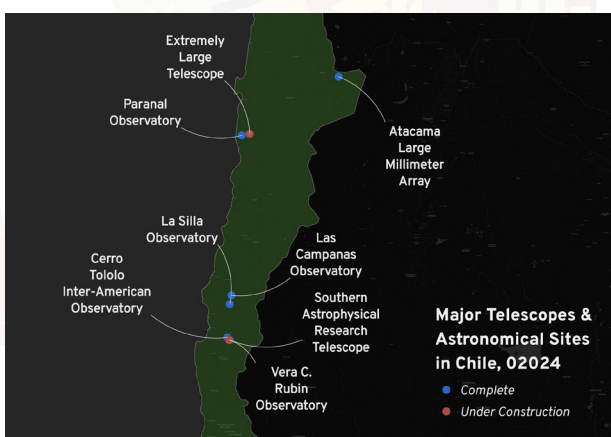 Extremely
Large
Telescope
Paranal
Observatory
Atacama
Large
Millimeter
Array
La Silla
Observatory
Las
Campanas
Observatory
Cerro
Tololo
Inter-American
Observatory
Southern
Astrophysical
Research
Telescope
Vera C.
Rubin
Observatory
Major Telescopes &
Astronomical Sites
in Chile, 02024
Complete
Under Construction